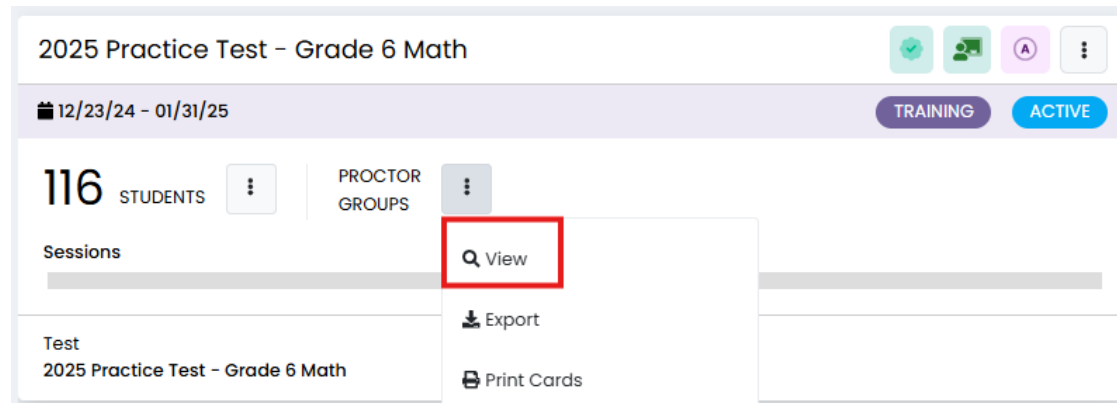 2025 Practice Test - Grade 6 Math
A
12/23/24 - 01/31/25
TRAINING
ACTIVE
116 STUDENTS
PROCTOR
GROUPS
Sessions
View
Export
Test
2025 Practice Test - Grade 6 Math
Print Cards